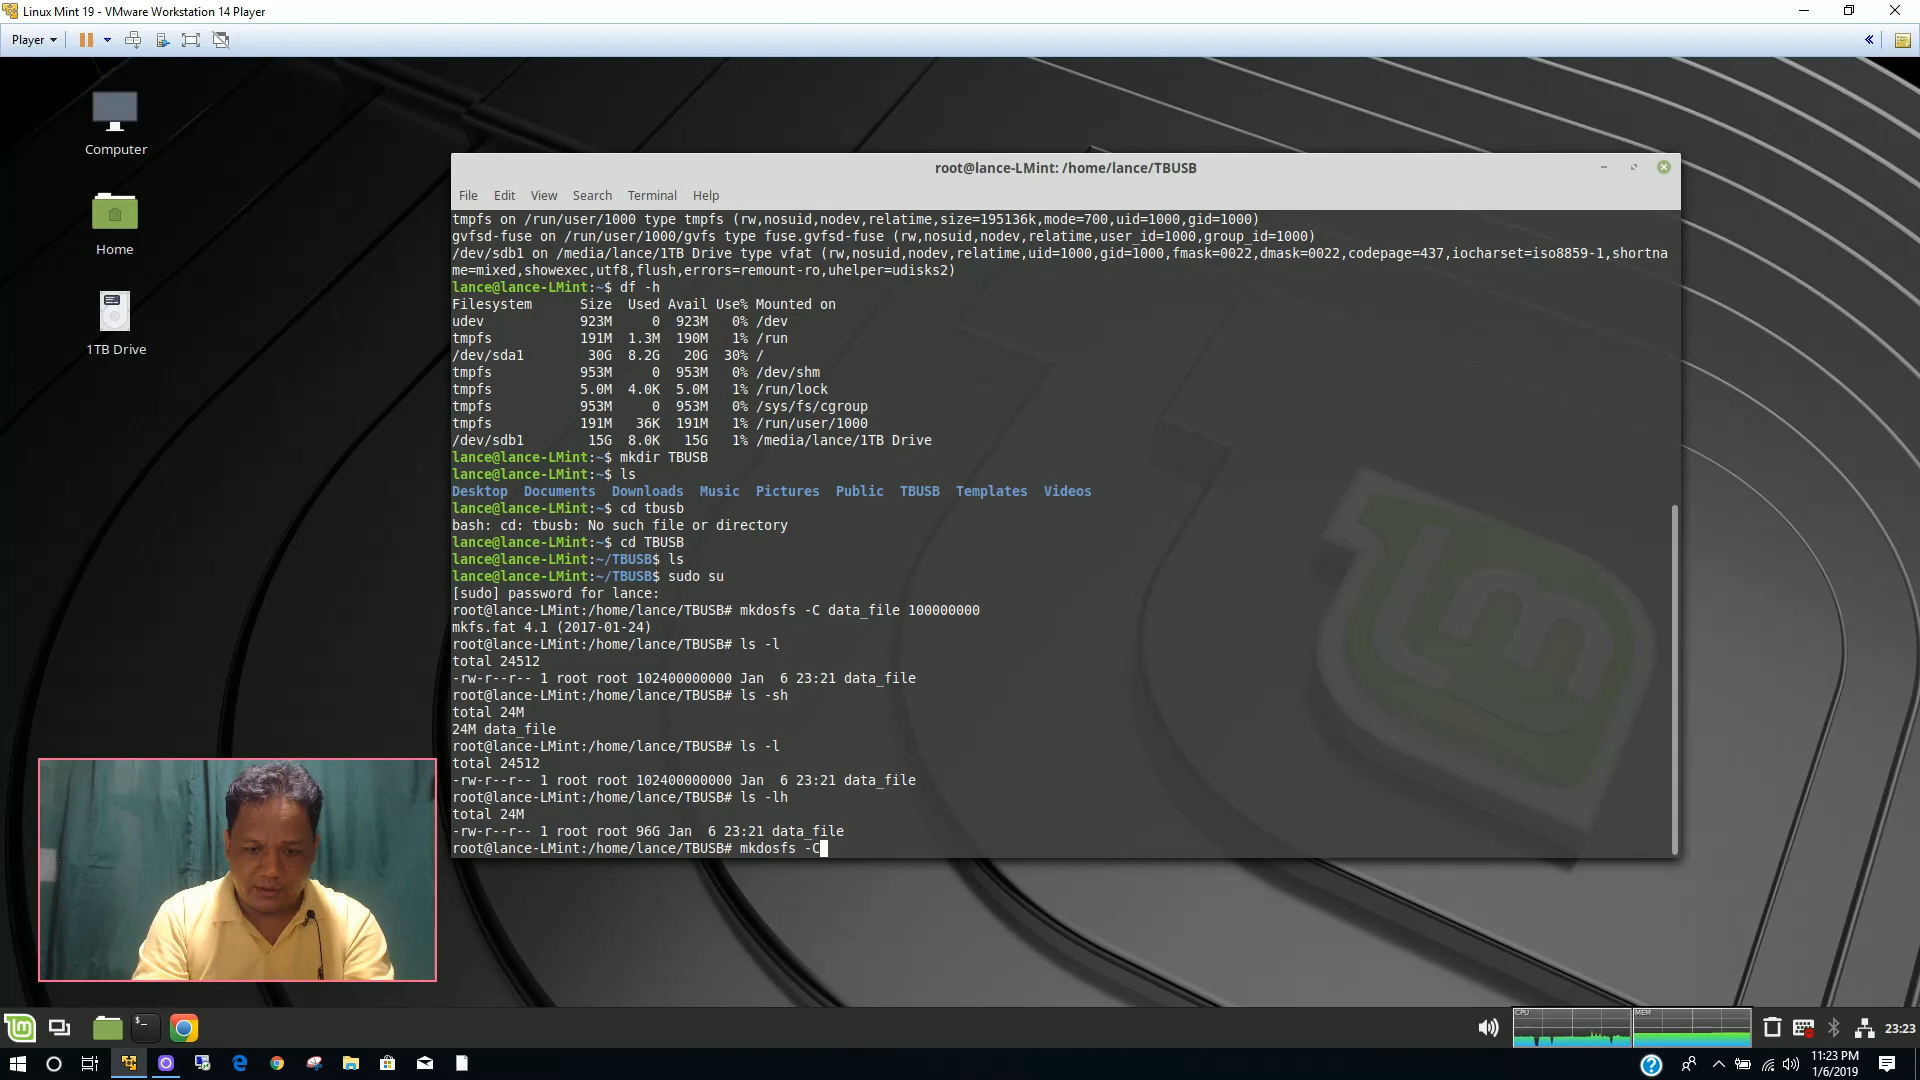 Linux Mint 19 - VMware Workstation 14 Player
Player
Computer
Home
1TB Drive
root@lance-LMint: /home/lance/TBUSB
File Edit View Search Terminal Help
tmpfs on /run/user/1000 type tmpfs (rw,nosuid,nodev,relatime,size=195136k,mode=700,uid=1000,gid=1000)
gvfsd-fuse on /run/user/1000/gvfs type fuse.gvfsd-fuse (rw,nosuid,nodev,relatime,user_id=1000,group_id=1000)
/dev/sdb1 on /media/lance/1TB Drive type vfat (rw,nosuid,nodev,relatime,uid=1000,gid=1000,fmask=0022,dmask=0022,codepage=437,iocharset=iso8859-1,shortna
me=mixed,showexec,utf8,flush,errors=remount-ro,uhelper=udisks2)
lance@lance-LMint:~$ df -h
Filesystem      Size  Used Avail Use% Mounted on
udev            923M     0  923M   0% /dev
tmpfs           191M  1.3M  190M   1% /run
/dev/sda1        30G  8.2G   20G  30% /
tmpfs           953M     0  953M   0% /dev/shm
tmpfs           5.0M  4.0K  5.0M   1% /run/lock
tmpfs           953M     0  953M   0% /sys/fs/cgroup
tmpfs           191M   36K  191M   1% /run/user/1000
/dev/sdb1        15G  8.0K   15G   1% /media/lance/1TB Drive
lance@lance-LMint:~$ mkdir TBUSB
lance@lance-LMint:~$ ls
Desktop  Documents  Downloads  Music  Pictures  Public  TBUSB  Templates  Videos
lance@lance-LMint:~$ cd tbusb
bash: cd: tbusb: No such file or directory
lance@lance-LMint:~$ cd TBUSB
lance@lance-LMint:~/TBUSB$ ls
lance@lance-LMint:~/TBUSB$ sudo su
[sudo] password for lance:
root@lance-LMint:/home/lance/TBUSB# mkdosfs -C data_file 100000000
mkfs.fat 4.1 (2017-01-24)
root@lance-LMint:/home/lance/TBUSB# ls -l
total 24512
-rw-r--r-- 1 root root 102400000000 Jan  6 23:21 data_file
root@lance-LMint:/home/lance/TBUSB# ls -sh
total 24M
24M data_file
root@lance-LMint:/home/lance/TBUSB# ls -l
total 24512
-rw-r--r-- 1 root root 102400000000 Jan  6 23:21 data_file
root@lance-LMint:/home/lance/TBUSB# ls -lh
total 24M
-rw-r--r-- 1 root root 96G Jan  6 23:21 data_file
root@lance-LMint:/home/lance/TBUSB# mkdosfs -C
CPU
MEM
23:23
11:23 PM
1/6/2019